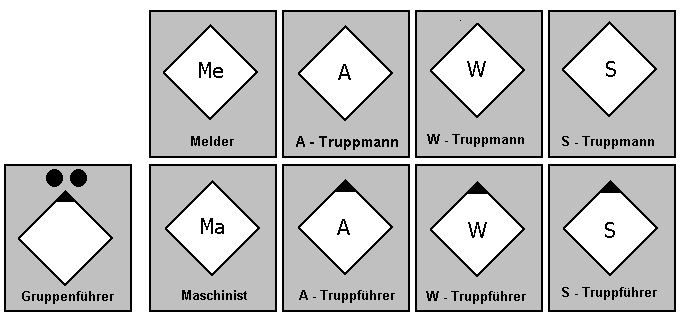 Me
A
W
S
Melder
A - Truppmann
W - Truppmann
S - Truppmann
Ma
A
W
S
Gruppenführer
Maschinist
A - Truppführer
W - Truppführer
S - Truppführer